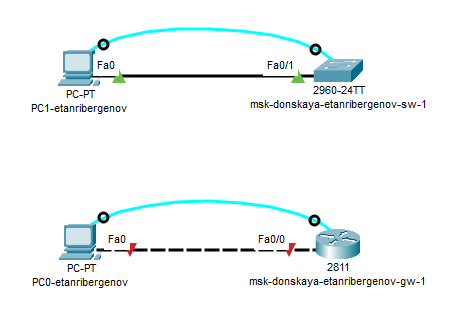 Fa0
Fa0/1
PC-PT
PC1-etanribergenov
2960-24TT
msk-donskaya-etanribergenov-sw-1
Fa0
Fa0/0
PC-PT
PC0-etanribergenov
2811
msk-donskaya-etanribergenov-gw-1